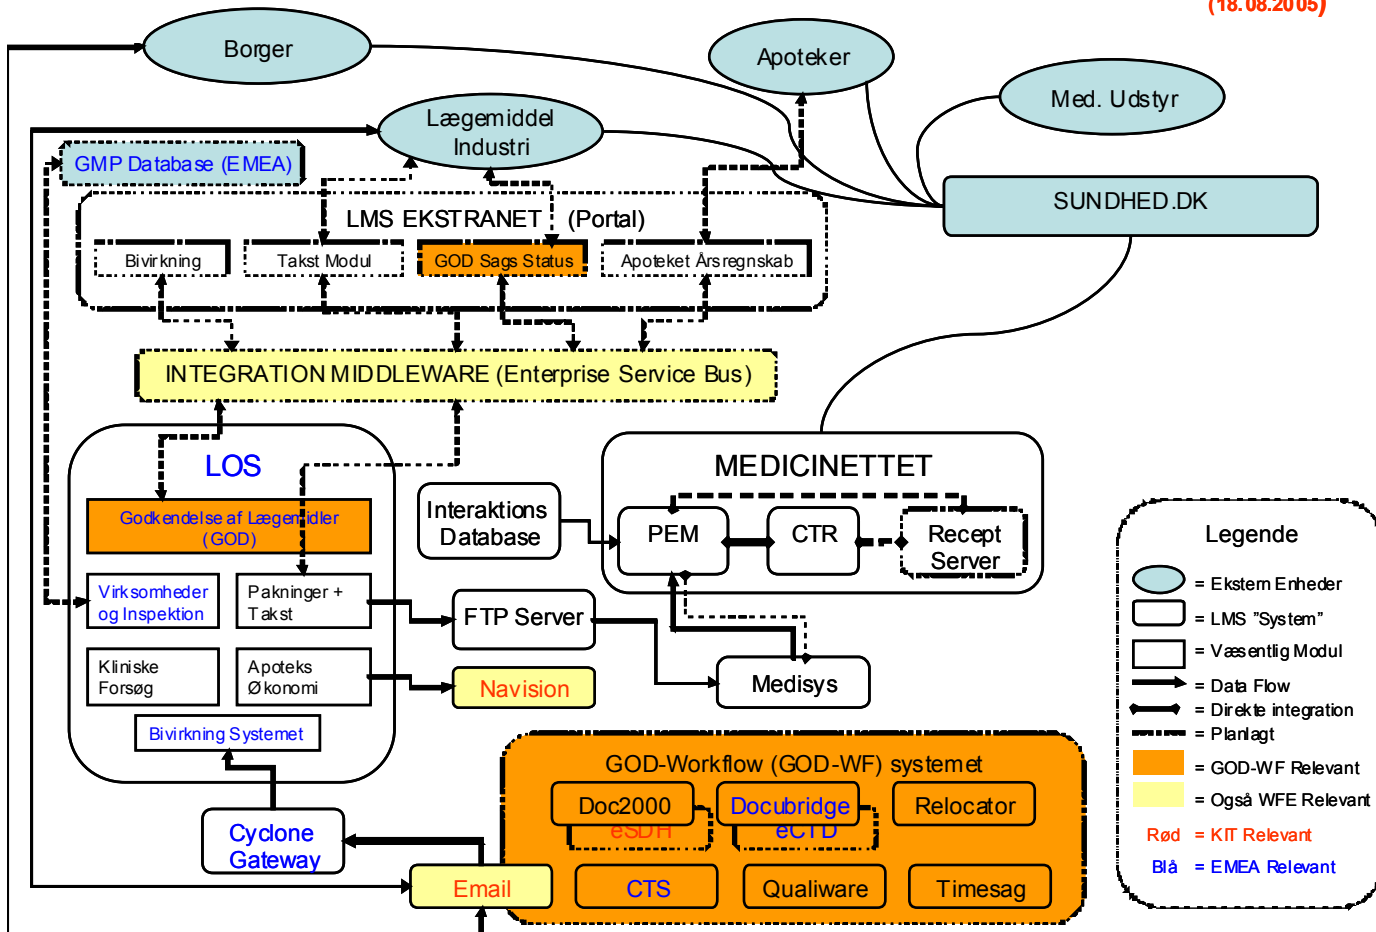 (18.08.2005)
Borger
Apoteker
Med. Udstyr
Lægemiddel
Industri
GMP Database (EMEA)
SUNDHED.DK
LMS EKSTRANET (Portal)
Bivirkning
Takst Modul
GOD Sags Status
Apoteket Årsregnskab
INTEGRATION MIDDLEWARE (Enterprise Service Bus)
LOS
MEDICINETTET
Godkendelse af Lægemidler
(GOD)
Interaktions
Database
PEM
CTR
Recept
Server
Virksomheder
og Inspektion
Pakninger +
Takst
FTP Server
Kliniske
Forsøg
Apoteks
Økonomi
Navision
Medisys
Bivirkning Systemet
GOD-Workflow (GOD-WF) systemet
Doc2000
Docubridge
Relocator
eSDH
eCTD
Cyclone
Gateway
Email
CTS
Qualiware
Timesag
Legende
= Ekstern Enheder
= LMS ”System”
= Væsentlig Modul
= Data Flow
= Direkte integration
= Planlagt
= GOD-WF Relevant
= Også WFE Relevant
Rød = KIT Relevant
Blå = EMEA Relevant